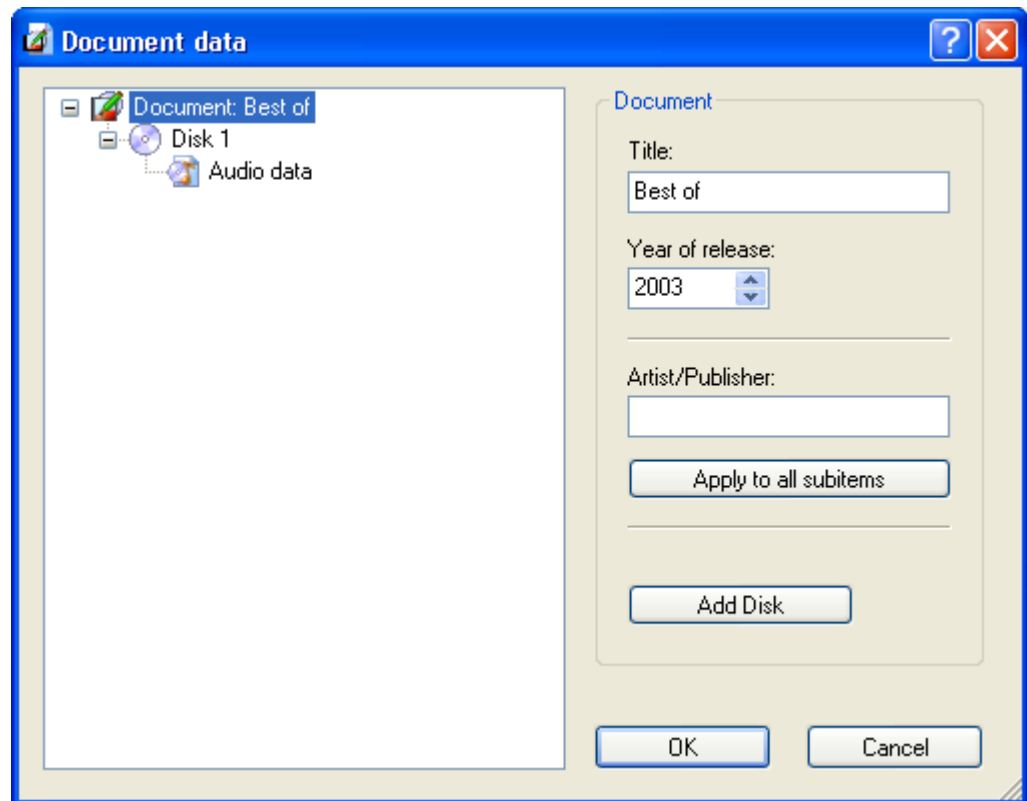 Document data
Document: Best of
Disk 1
Audio data
Document
Title:
Best of
Year of release:
2003
Artist/Publisher:
Apply to all subitems
Add Disk
OK
Cancel